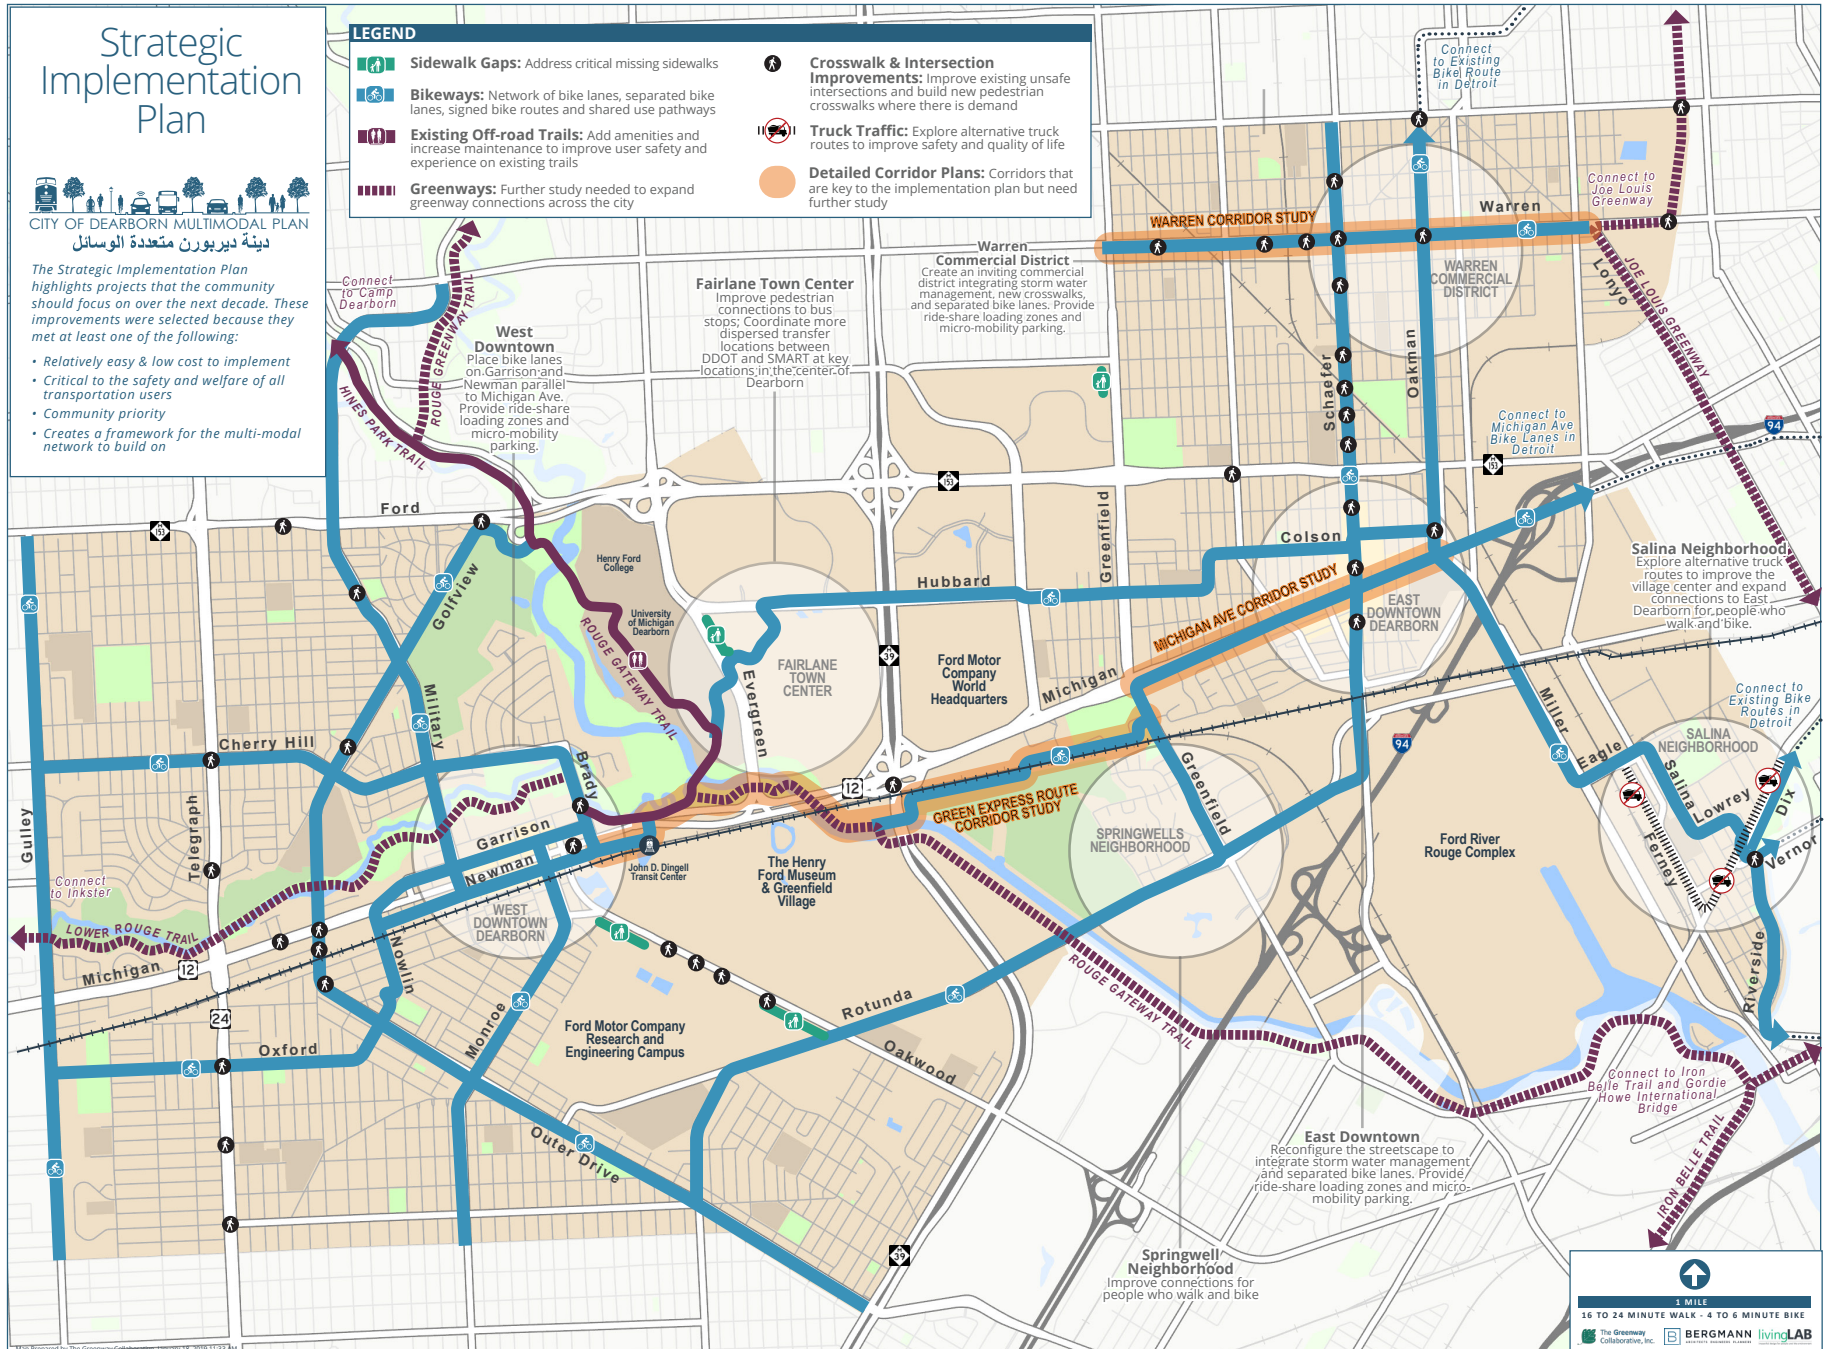 Strategic
Implementation
Plan
CITY OF DEARBORN MULTIMODAL PLAN
دينة ديربورن متعددة الوسائل
The Strategic Implementation Plan
highlights projects that the community
should focus on over the next decade. These
improvements were selected because they
met at least one of the following:
• Relatively easy & low cost to implement
• Critical to the safety and welfare of all
transportation users
• Community priority
• Creates a framework for the multi-modal
network to build on
LEGEND
Sidewalk Gaps: Address critical missing sidewalks
Bikeways: Network of bike lanes, separated bike
lanes, signed bike routes and shared use pathways
Existing Off-road Trails: Add amenities and
increase maintenance to improve user safety and
experience on existing trails
Greenways: Further study needed to expand
greenway connections across the city
Crosswalk & Intersection
Improvements: Improve existing unsafe
intersections and build new pedestrian
crosswalks where there is demand
Truck Traffic: Explore alternative truck
routes to improve safety and quality of life
Detailed Corridor Plans: Corridors that
are key to the implementation plan but need
further study
Connect
to Existing
Bike Route
in Detroit
Connect to
Joe Louis
Greenway
WARREN CORRIDOR STUDY
Warren
Warren
Commercial District
Create an inviting commercial
district integrating storm water
management, new crosswalks,
and separated bike lanes. Provide
ride-share loading zones and
micro-mobility parking.
WARREN
COMMERCIAL
DISTRICT
Lonyo
JOE LOUIS GREENWAY
Connect
to Camp
Dearborn
ROUGE GREENWAY TRAIL
HINES PARK TRAIL
West
Downtown
Place bike lanes
on Garrison and
Newman parallel
to Michigan Ave.
Provide ride-share
loading zones and
micro-mobility
parking.
Fairlane Town Center
Improve pedestrian
connections to bus
stops; Coordinate more
dispersed transfer
locations between
DDOT and SMART at key
locations in the center of
Dearborn
Schaefer
Oakman
Connect to
Michigan Ave
Bike Lanes in
Detroit
94
M
153
M
153
M
153
Ford
Greenfield
Colson
Hubbard
Henry Ford
College
University
of Michigan
Dearborn
Golfview
ROUGE GATEWAY TRAIL
FAIRLANE
TOWN
CENTER
Evergreen
M
39
Ford Motor
Company
World
Headquarters
Michigan
MICHIGAN AVE CORRIDOR STUDY
EAST
DOWNTOWN
DEARBORN
Salina Neighborhood
Explore alternative truck
routes to improve the
village center and expand
connections to East
Dearborn for people who
walk and bike.
Connect to
Existing Bike
Routes in
Detroit
Military
Cherry Hill
Brady
Miller
Eagle
SALINA
NEIGHBORHOOD
Salina
Lowrey
Dix
Vernor
Ferney
94
Gulley
Telegraph
Garrison
Newman
12
GREEN EXPRESS ROUTE
CORRIDOR STUDY
Greenfield
SPRINGWELLS
NEIGHBORHOOD
Ford River
Rouge Complex
John D. Dingell
Transit Center
The Henry
Ford Museum
& Greenfield
Village
Connect
to Inkster
LOWER ROUGE TRAIL
WEST
DOWNTOWN
DEARBORN
Michigan
12
Nowlin
24
Oxford
Monroe
Ford Motor Company
Research and
Engineering Campus
Rotunda
Oakwood
ROUGE GATEWAY TRAIL
Riverside
Connect to Iron
Belle Trail and Gordie
Howe International
Bridge
IRON BELLE TRAIL
Outer Drive
East Downtown
Reconfigure the streetscape to
integrate storm water management
and separated bike lanes. Provide
ride-share loading zones and micro-
mobility parking.
Springwell
Neighborhood
Improve connections for
people who walk and bike
M
39
1 MILE
16 TO 24 MINUTE WALK - 4 TO 6 MINUTE BIKE
The Greenway
Collaborative, Inc.
B BERGMANN
ARCHITECTS ENGINEERS PLANNERS
livingLAB